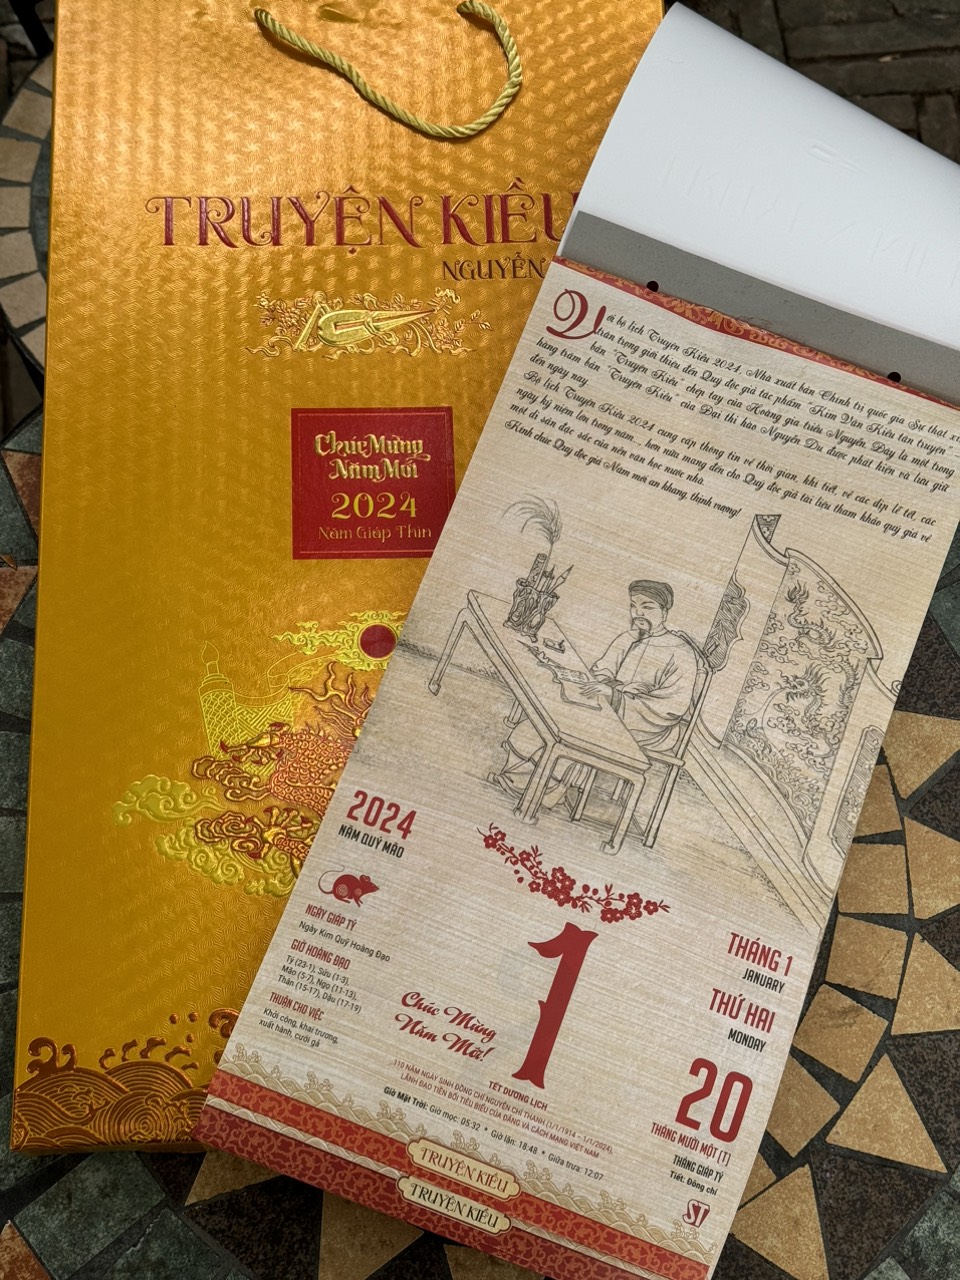 TRUYỆN KIỀU
NGUYỄN
Chúc Mừng
Năm Mới
2024
Năm Giáp Thìn
Với bộ lịch Truyện Kiều 2024, Nhà xuất bản Chính trị quốc gia Sự thật xin
trân trọng giới thiệu đến Quý độc giả tác phẩm "Kim Vân Kiều tân truyện" -
bản "Truyện Kiều" chép tay của Hoàng gia triều Nguyễn. Đây là một trong
hàng trăm bản "Truyện Kiều" của Đại thi hào Nguyễn Du được phát hiện và lưu giữ
đến ngày nay.
Bộ lịch Truyện Kiều 2024 cung cấp thông tin về thời gian, khí tiết, về các dịp lễ tết, các
ngày kỷ niệm lớn trong năm... hơn nữa mang đến cho Quý độc giả tài liệu tham khảo quý giá về
một di sản đặc sắc của nền văn học nước nhà.
Kính chúc Quý độc giả Năm mới an khang, thịnh vượng!
2024
NĂM QUÝ MÃO
NGÀY GIÁP TÝ
Ngày Kim Quỹ Hoàng Đạo
GIỜ HOÀNG ĐẠO
Tý (23-1), Sửu (1-3),
Mão (5-7), Ngọ (11-13),
Thân (15-17), Dậu (17-19)
THUẬN CHO VIỆC
Khởi công, khai trương,
xuất hành, cưới gả
1
Chúc Mừng
Năm Mới!
THÁNG 1
JANUARY
THỨ HAI
MONDAY
20
THÁNG MƯỜI MỘT [T]
THÁNG GIÁP TÝ
Tiết: Đông chí
TẾT DƯƠNG LỊCH
110 NĂM NGÀY SINH ĐỒNG CHÍ NGUYỄN CHÍ THANH (1/1/1914 - 1/1/2024),
LÃNH ĐẠO TIỀN BỐI TIÊU BIỂU CỦA ĐẢNG VÀ CÁCH MẠNG VIỆT NAM
Giờ Mặt Trời: Giờ mọc: 05:32 • Giờ lặn: 18:48 • Giữa trưa: 12:07
ST
TRUYỆN KIỀU
TRUYỆN KIỀU